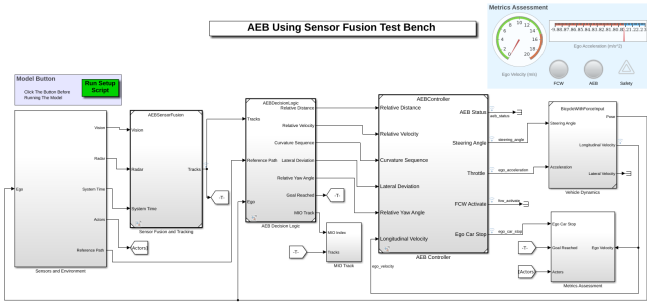 AEB Using Sensor Fusion Test Bench
Metrics Assessment
Ego Velocity (m/s)
Ego Acceleration (m/s^2)
FCW
AEB
Safety
Model Button
Click The Button Before
Running The Model
Run Setup
Script
Ego
Vision
Radar
System Time
Actors
Reference Path
Sensors and Environment
[Actors]
AEBSensorFusion
Vision
Radar
System Time
Tracks
Sensor Fusion and Tracking
-T-
AEBDecisionLogic
Tracks
Reference Path
Ego
Relative Distance
Relative Velocity
Curvature Sequence
Lateral Deviation
Relative Yaw Angle
Goal Reached
MIO Track
AEB Decision Logic
-T-
-T-
MIO Index
Tracks
MIO Track
AEBController
Relative Distance
Relative Velocity
Curvature Sequence
Lateral Deviation
Relative Yaw Angle
Longitudinal Velocity
AEB Status
Steering Angle
Throttle
FCW Activate
Ego Car Stop
AEB Controller
ego_velocity
aeb_status
steering_angle
ego_acceleration
fcw_activate
ego_car_stop
BicycleWithForceInput
Steering Angle
Acceleration
Pose
Longitudinal Velocity
Lateral Velocity
Vehicle Dynamics
-T-
[Actors]
Ego Car Stop
Goal Reached
Actors
Ego Velocity
Metrics Assessment